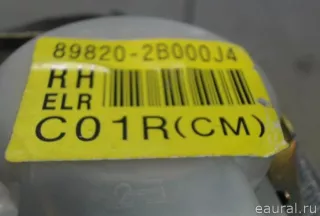 89820-2B000J4
RH
ELR
C01R(CM)
© eaural.ru